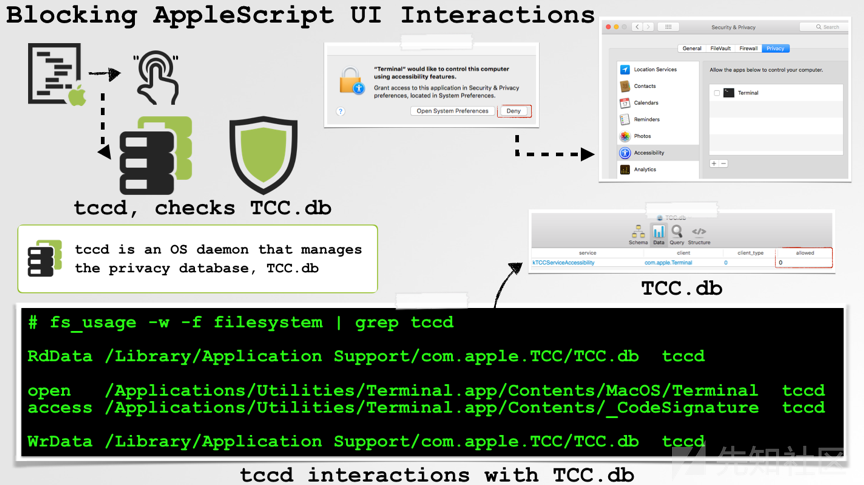 Blocking AppleScript UI Interactions
"Terminal" would like to control this computer
using accessibility features.
Grant access to this application in Security & Privacy
preferences, located in System Preferences.
?
Open System Preferences
Deny
Security & Privacy
Search
General
FileVault
Firewall
Privacy
Location Services
Contacts
Calendars
Reminders
Photos
Accessibility
Analytics
Allow the apps below to control your computer.
Terminal
+ −
tccd, checks TCC.db
tccd is an OS daemon that manages
the privacy database, TCC.db
TCC.db
Schema Data Query Structure
service client client_type allowed
kTCCServiceAccessibility com.apple.Terminal 0 0
TCC.db
# fs_usage -w -f filesystem | grep tccd
RdData /Library/Application Support/com.apple.TCC/TCC.db tccd
open /Applications/Utilities/Terminal.app/Contents/MacOS/Terminal tccd
access /Applications/Utilities/Terminal.app/Contents/_CodeSignature tccd
WrData /Library/Application Support/com.apple.TCC/TCC.db tccd
先知社区
tccd interactions with TCC.db